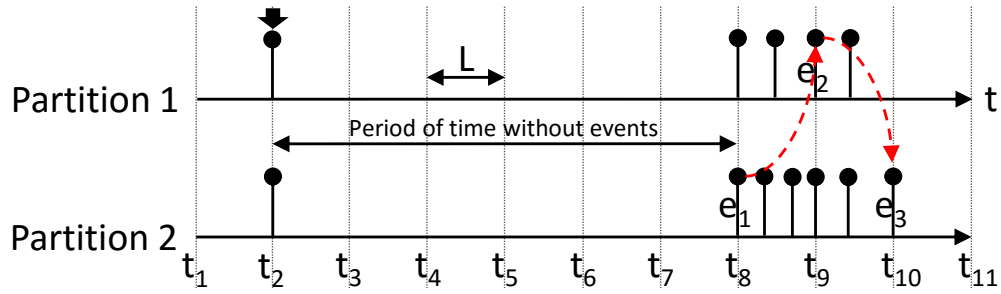 L
Partition 1
e₂
t
Period of time without events
Partition 2
e₁
e₃
t₁ t₂ t₃ t₄ t₅ t₆ t₇ t₈ t₉ t₁₀ t₁₁